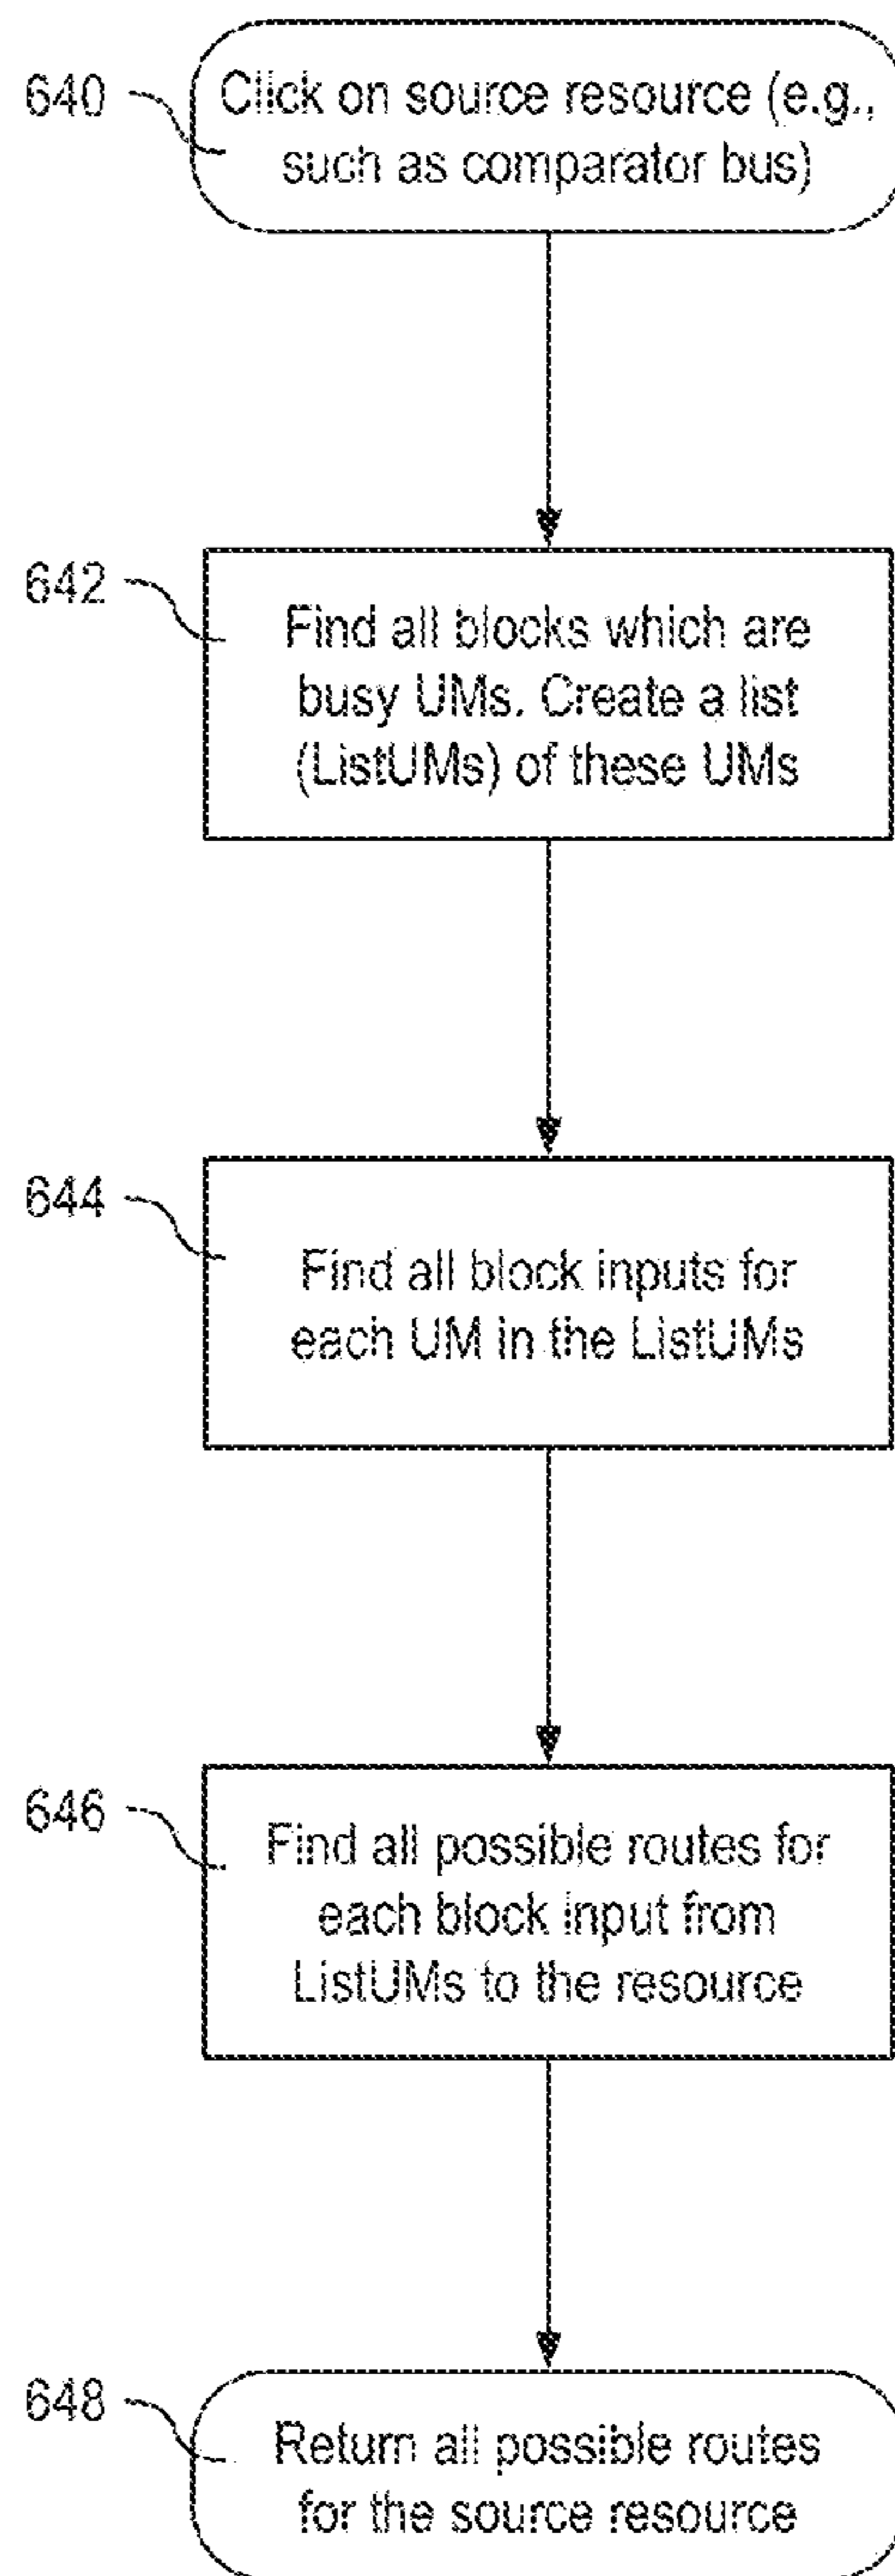 640
Click on source resource (e.g.,
such as comparator bus)
642
Find all blocks which are
busy UMs. Create a list
(ListUMs) of these UMs
644
Find all block inputs for
each UM in the ListUMs
646
Find all possible routes for
each block input from
ListUMs to the resource
648
Return all possible routes
for the source resource